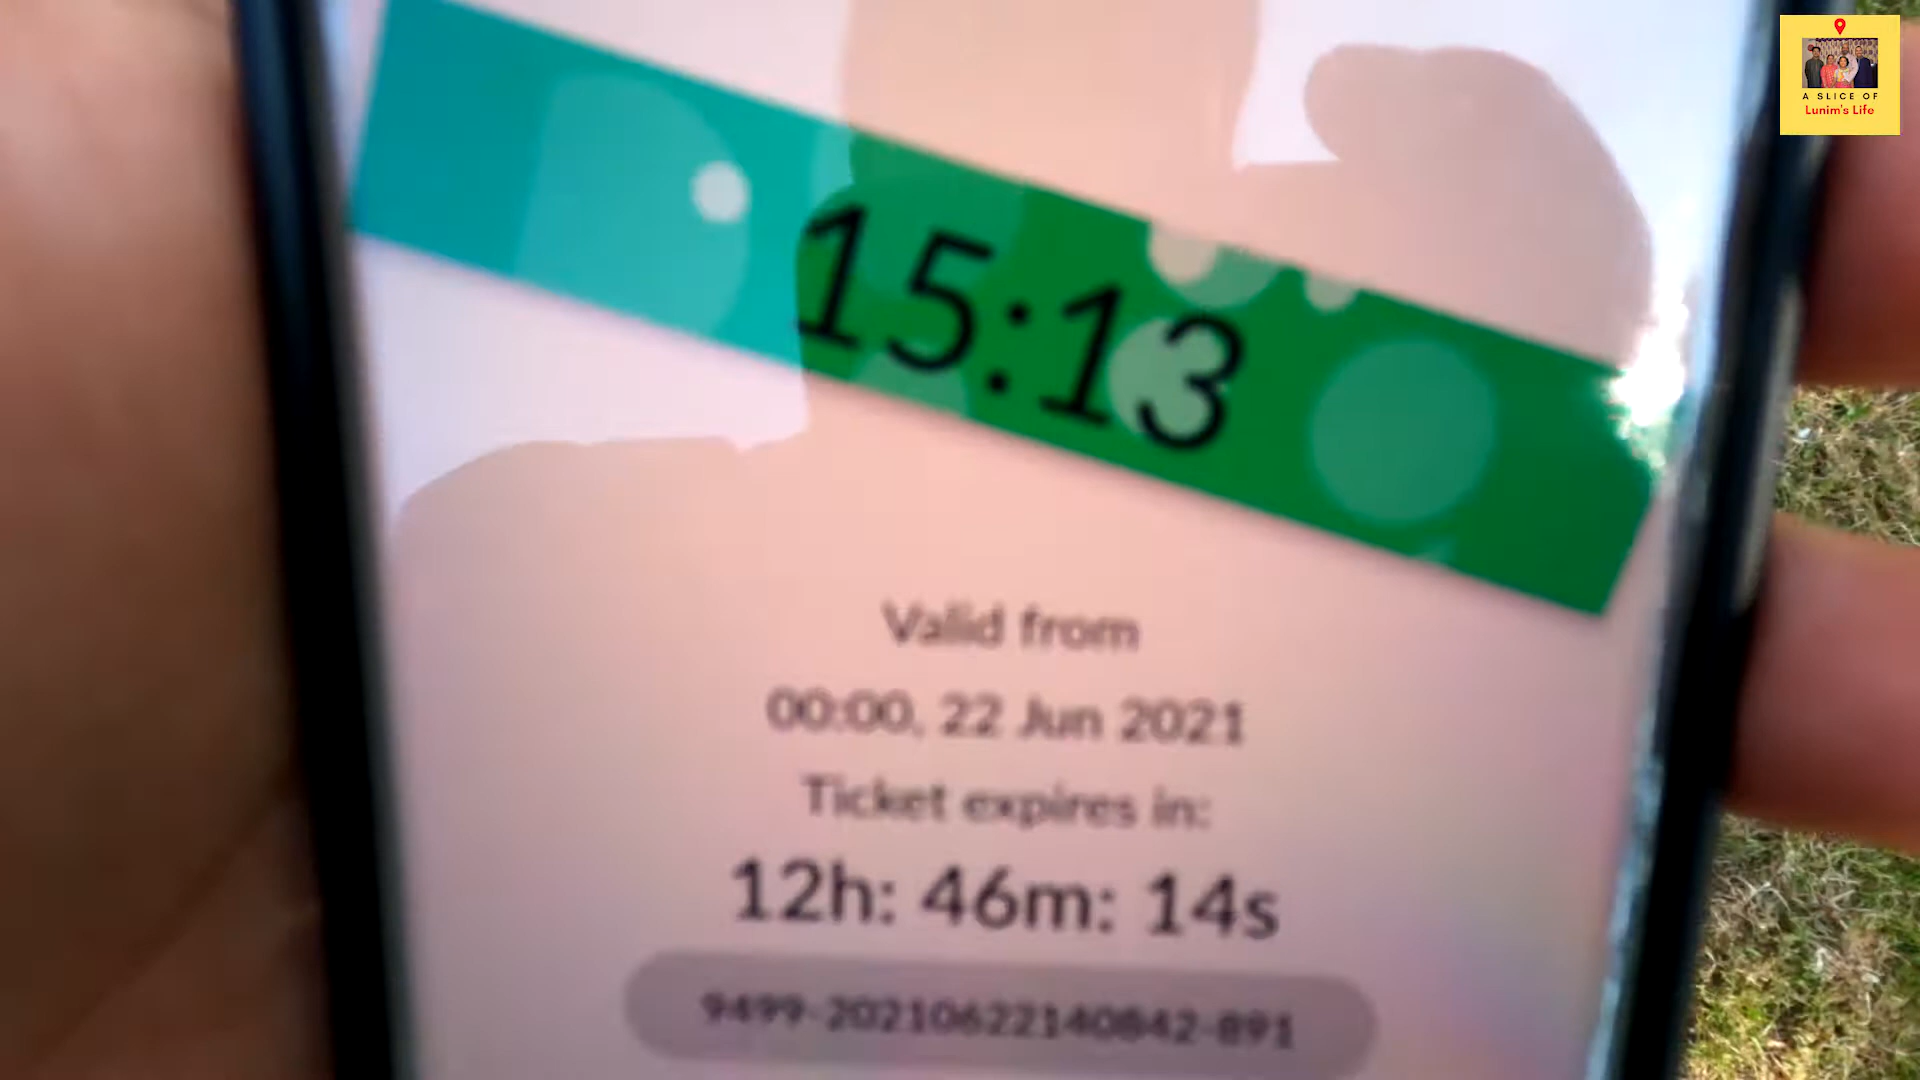 A SLICE OF
Lunim's Life
15:13
Valid from
00:00, 22 Jun 2021
Ticket expires in:
12h: 46m: 14s
9499-20210622140842-891